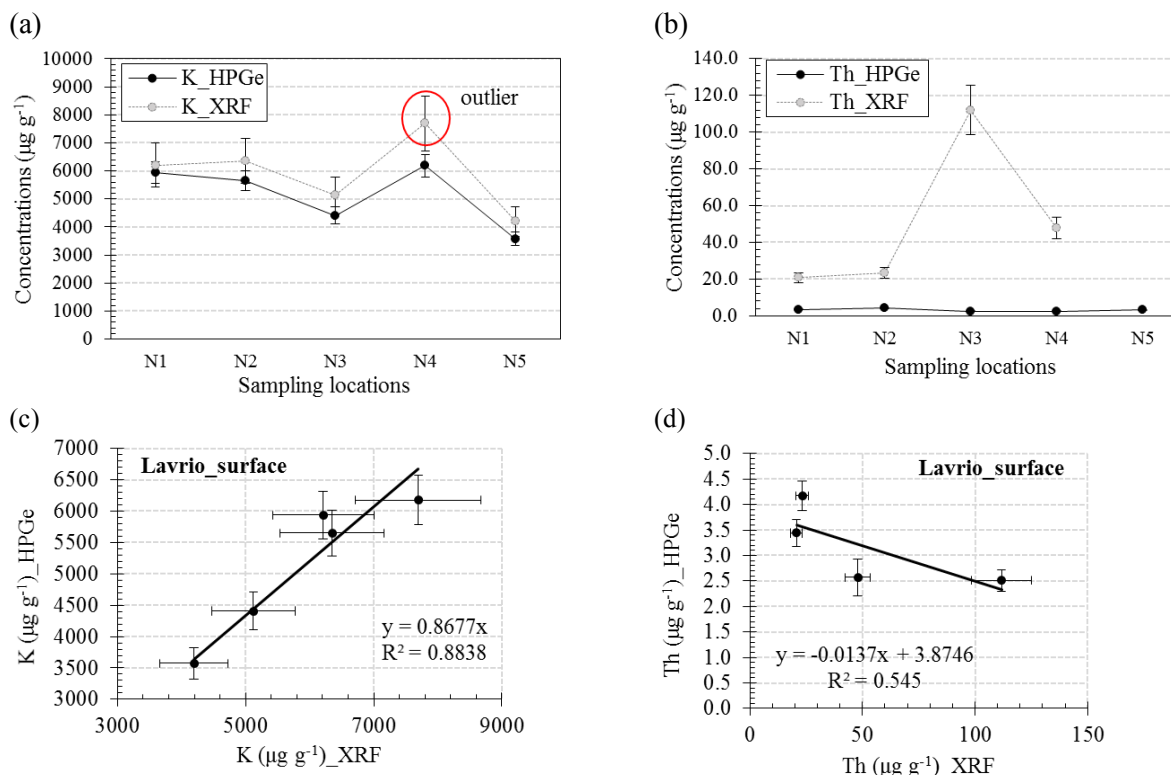 (a)
10000
9000
8000
7000
6000
5000
4000
3000
2000
1000
0
Concentrations (µg g⁻¹)
K_HPGe
K_XRF
outlier
N1 N2 N3 N4 N5
Sampling locations
(b)
140.0
120.0
100.0
80.0
60.0
40.0
20.0
0.0
Concentrations (µg g⁻¹)
Th_HPGe
Th_XRF
N1 N2 N3 N4 N5
Sampling locations
(c)
7000
6500
6000
5500
5000
4500
4000
3500
3000
K (µg g⁻¹)_HPGe
Lavrio_surface
y = 0.8677x
R² = 0.8838
3000 5000 7000 9000
K (µg g⁻¹)_XRF
(d)
5.0
4.5
4.0
3.5
3.0
2.5
2.0
1.5
1.0
0.5
0.0
Th (µg g⁻¹)_HPGe
Lavrio_surface
y = -0.0137x + 3.8746
R² = 0.545
0 50 100 150
Th (µg g⁻¹) XRF